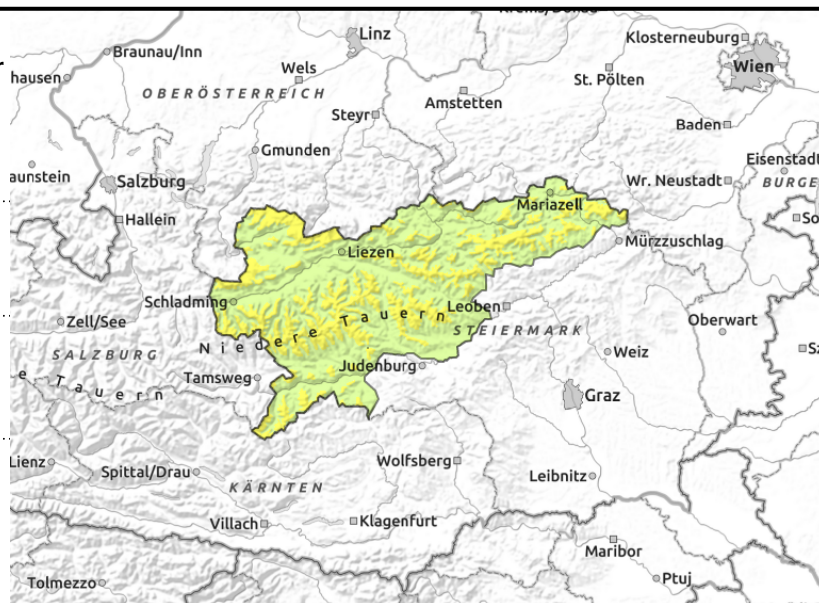 Linz
Klosterneuburg
Braunau/Inn
Wien
hausen
Wels
St. Pölten
OBERÖSTERREICH
Amstetten
Steyr
Baden
Gmunden
Eisenstadt
aunstein
Salzburg
Wr. Neustadt
BURGE
Mariazell
Hallein
So
Mürzzuschlag
Liezen
Schladming
Leoben
Zell/See
Niedere Tauern
STEIERMARK
Oberwart
SALZBURG
Weiz
Sz
Judenburg
Tamsweg
e Tauern
Graz
Lienz
Wolfsberg
Spittal/Drau
Leibnitz
KÄRNTEN
Villach
Klagenfurt
Maribor
Tolmezzo
Ptuj